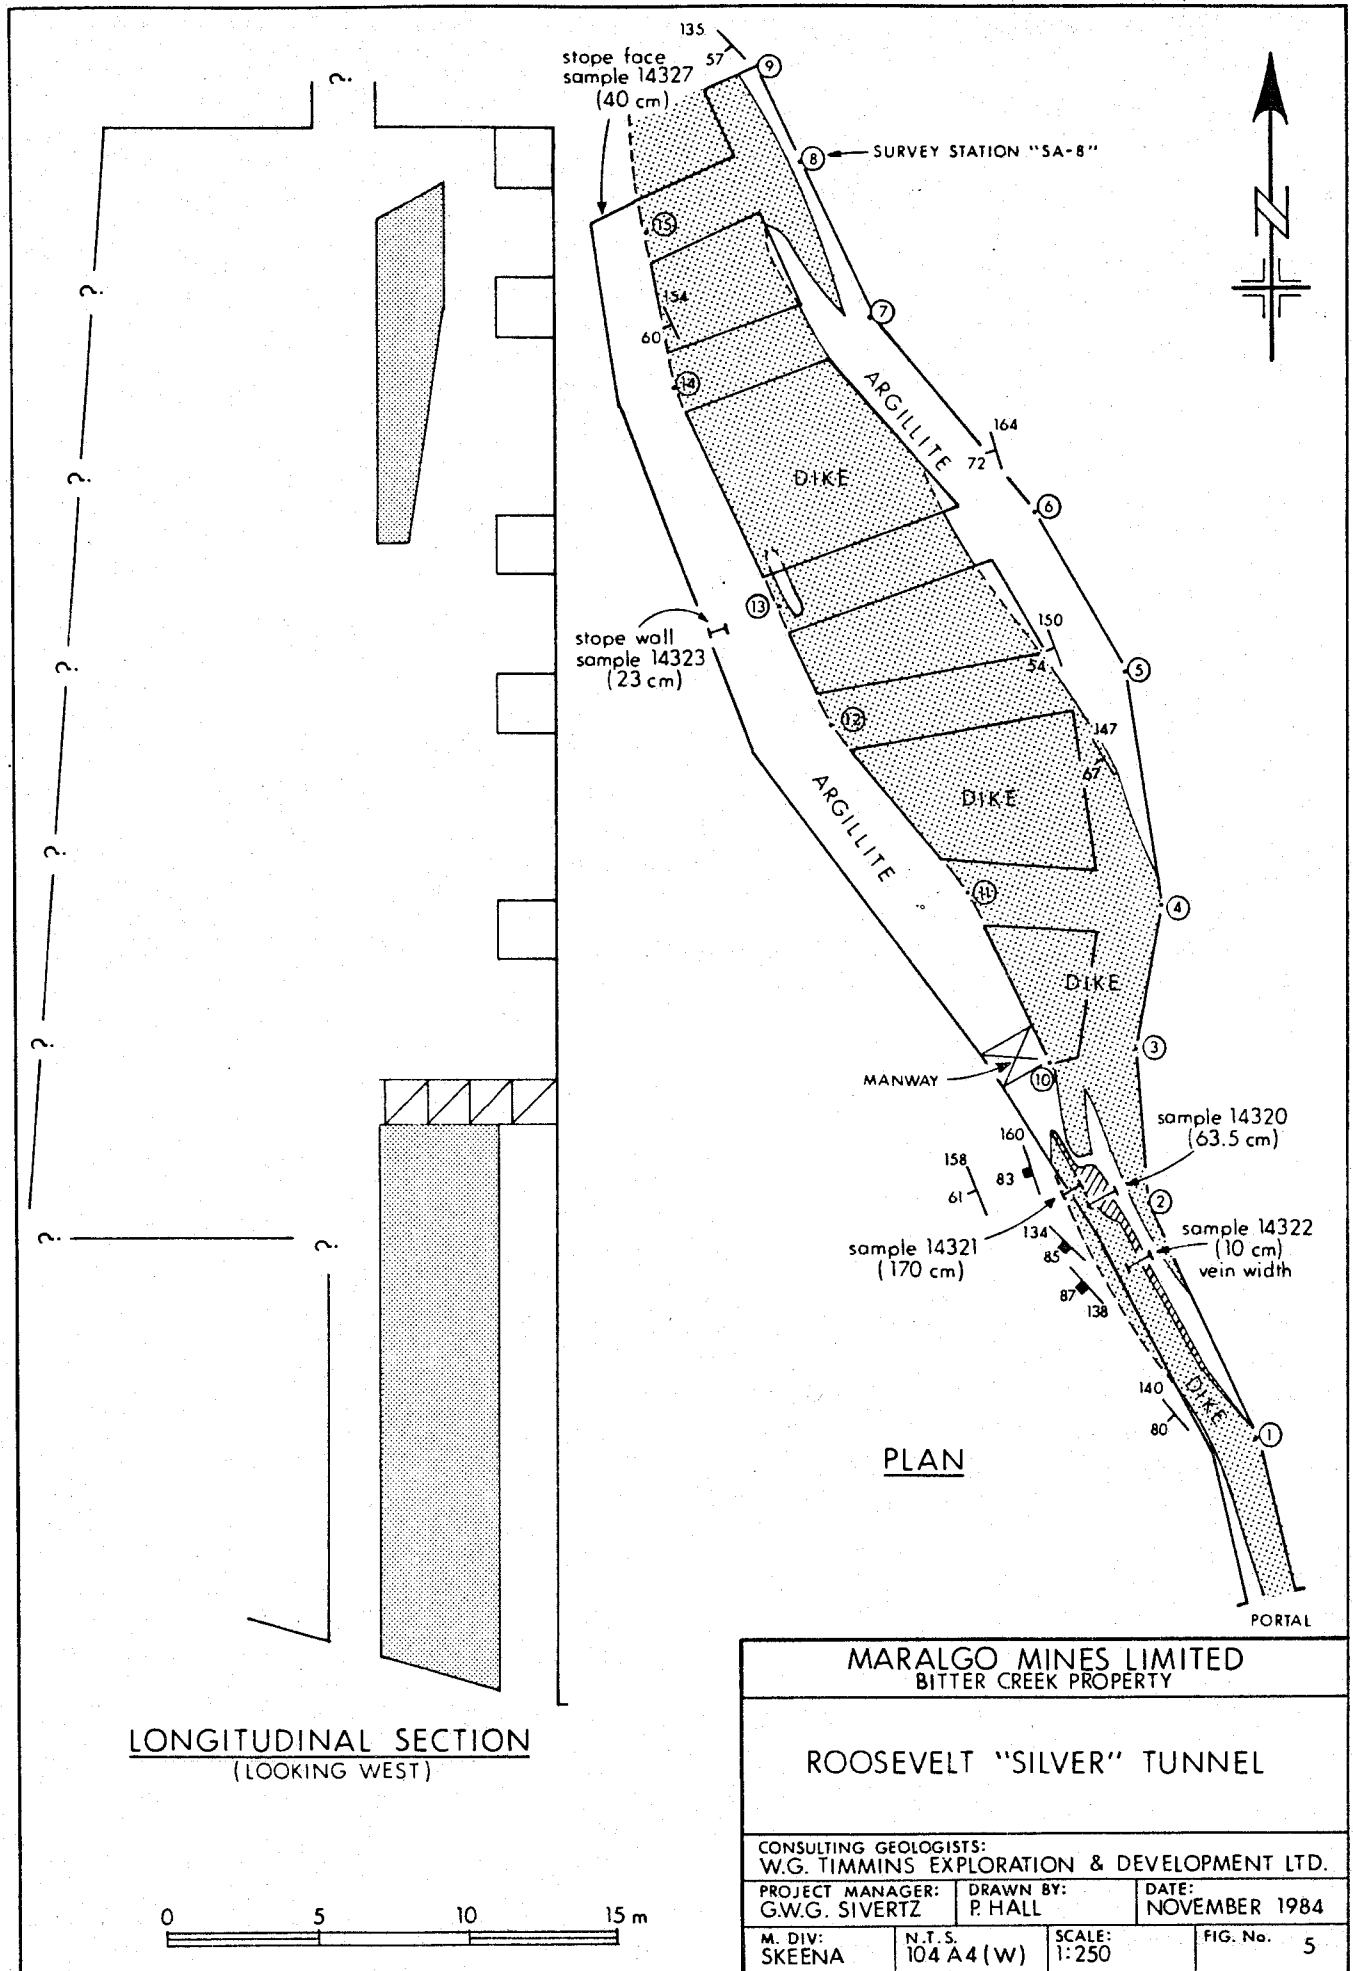 135
57
stope face
sample 14327
(40 cm)
9
8
SURVEY STATION "SA-8"
N
15
7
154
60
14
ARGILLITE
164
72
DIKE
6
13
150
54
5
stope wall
sample 14323
(23 cm)
12
147
67
ARGILLITE
DIKE
11
4
DIKE
3
MANWAY
10
sample 14320
(63.5 cm)
160
83
158
61
2
sample 14321
(170 cm)
134
85
sample 14322
(10 cm)
vein width
87
138
140
80
DIKE
1
PLAN
PORTAL
?
?
?
?
?
?
?
?
LONGITUDINAL SECTION
(LOOKING WEST)
0 5 10 15 m
MARALGO MINES LIMITED
BITTER CREEK PROPERTY
ROOSEVELT "SILVER" TUNNEL
CONSULTING GEOLOGISTS:
W.G. TIMMINS EXPLORATION & DEVELOPMENT LTD.
PROJECT MANAGER:
G.W.G. SIVERTZ
DRAWN BY:
P. HALL
DATE:
NOVEMBER 1984
M. DIV:
SKEENA
N.T.S.
104 A4 (W)
SCALE:
1:250
FIG. No. 5